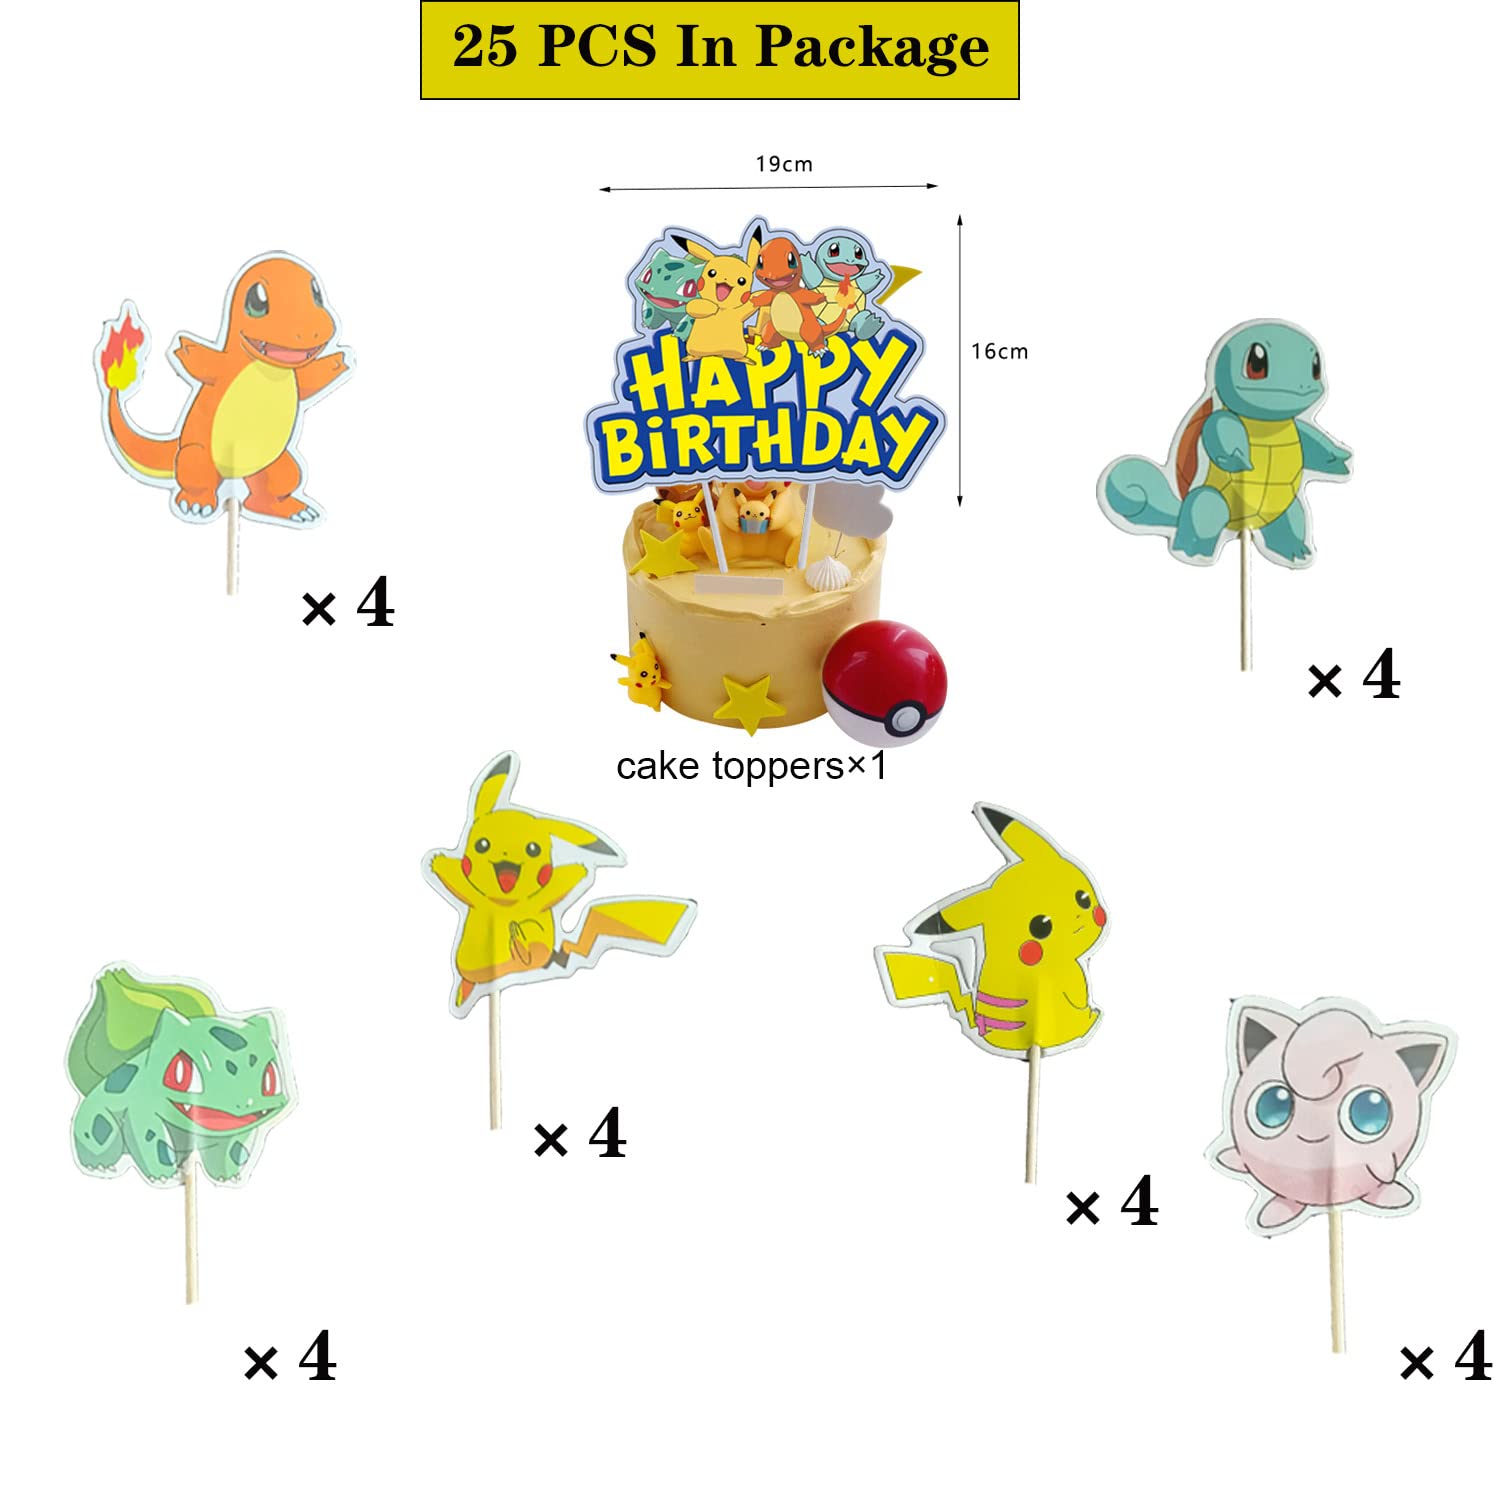 25 PCS In Package
19cm
16cm
HAPPY
BiRTHDAY
× 4
× 4
cake toppers×1
× 4
× 4
× 4
× 4